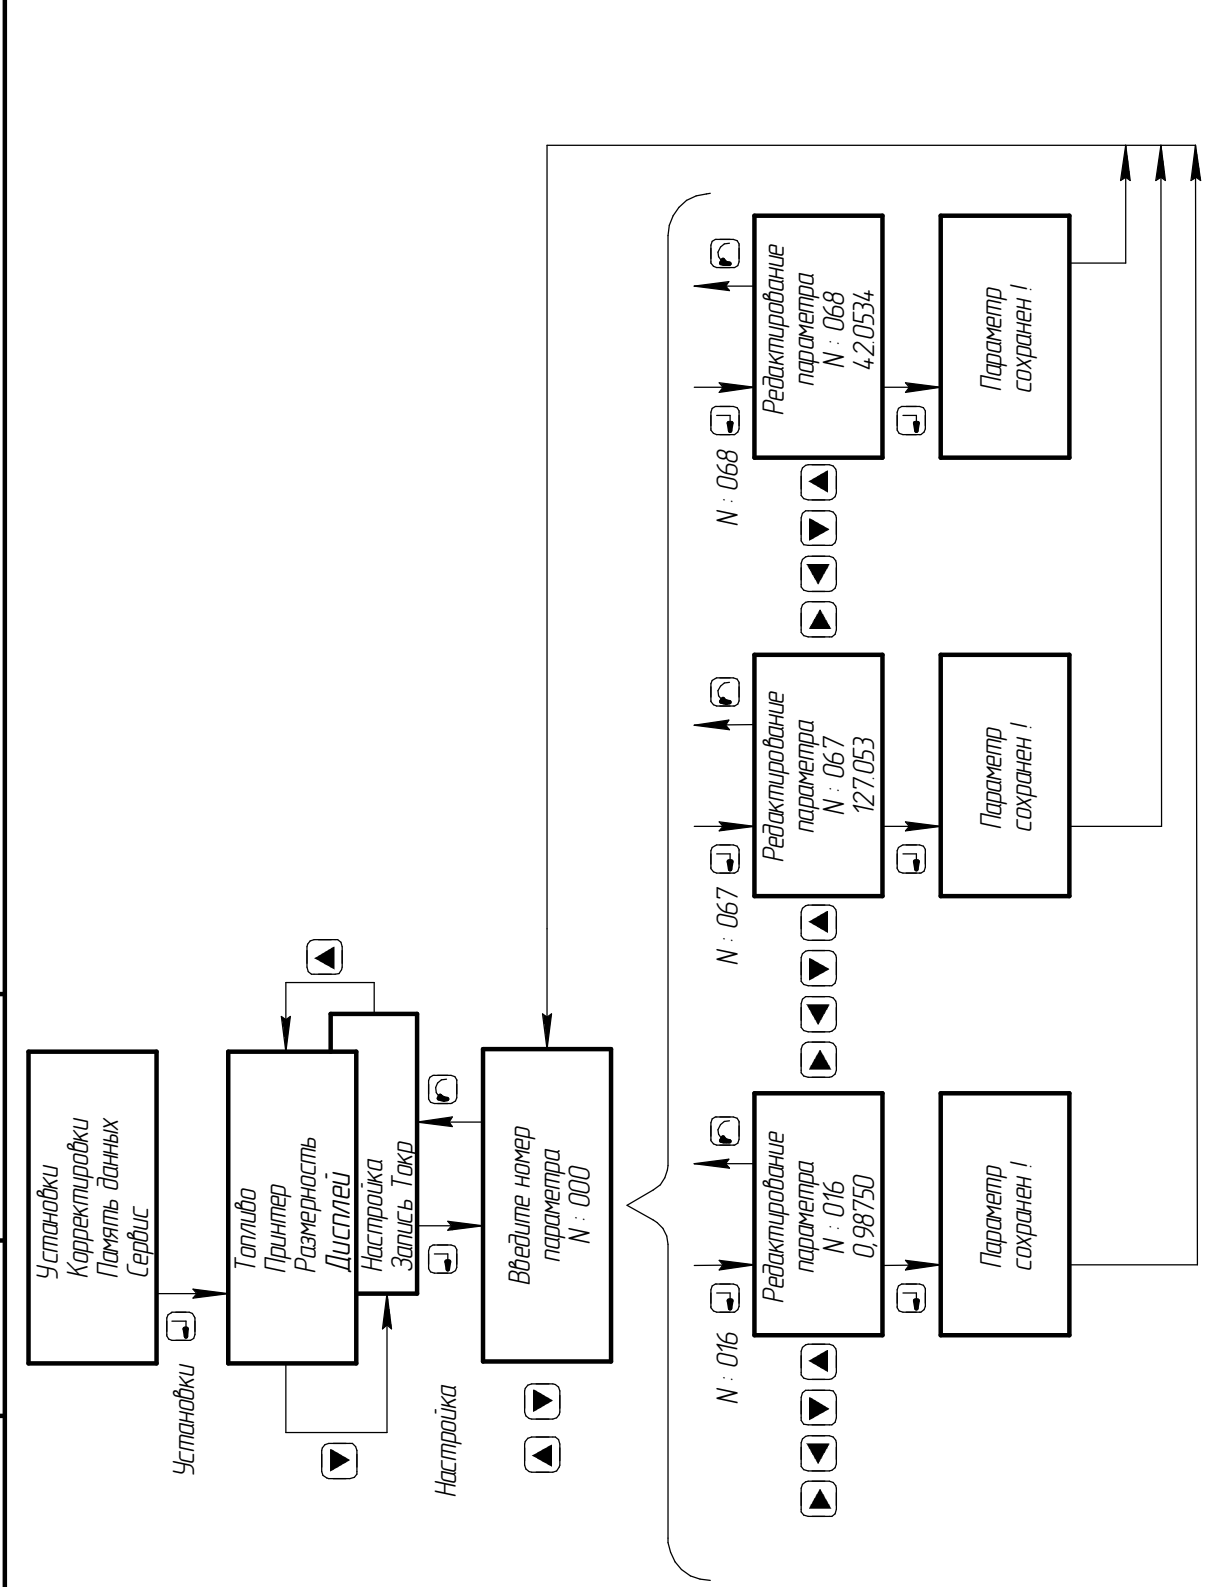 Установки
Корректировки
Память данных
Сервис
Установки
Топливо
Принтер
Размерность
Дисплей
Настройка
Запись Токр
Настройка
Введите номер
параметра
N : 000
N : 016
Редактирование
параметра
N : 016
0,98750
Параметр
сохранен !
N : 067
Редактирование
параметра
N : 067
127.053
Параметр
сохранен !
N : 068
Редактирование
параметра
N : 068
42.0534
Параметр
сохранен !